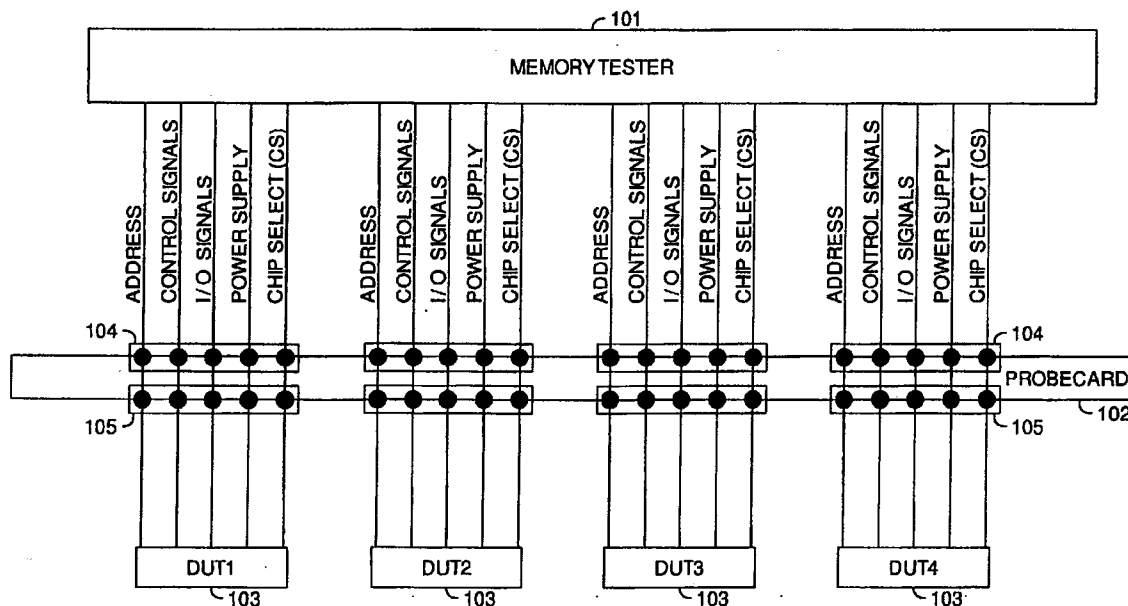 101
MEMORY TESTER
ADDRESS
CONTROL SIGNALS
I/O SIGNALS
POWER SUPPLY
CHIP SELECT (CS)
ADDRESS
CONTROL SIGNALS
I/O SIGNALS
POWER SUPPLY
CHIP SELECT (CS)
ADDRESS
CONTROL SIGNALS
I/O SIGNALS
POWER SUPPLY
CHIP SELECT (CS)
ADDRESS
CONTROL SIGNALS
I/O SIGNALS
POWER SUPPLY
CHIP SELECT (CS)
104
104
PROBECARD
102
105
105
DUT1
DUT2
DUT3
DUT4
103
103
103
103